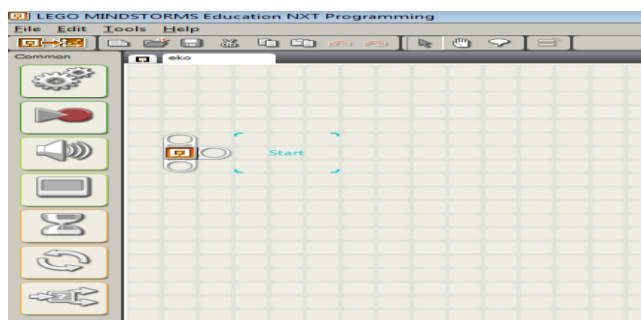 LEGO MINDSTORMS Education NXT Programming
File Edit Tools Help
Common
eko
Start